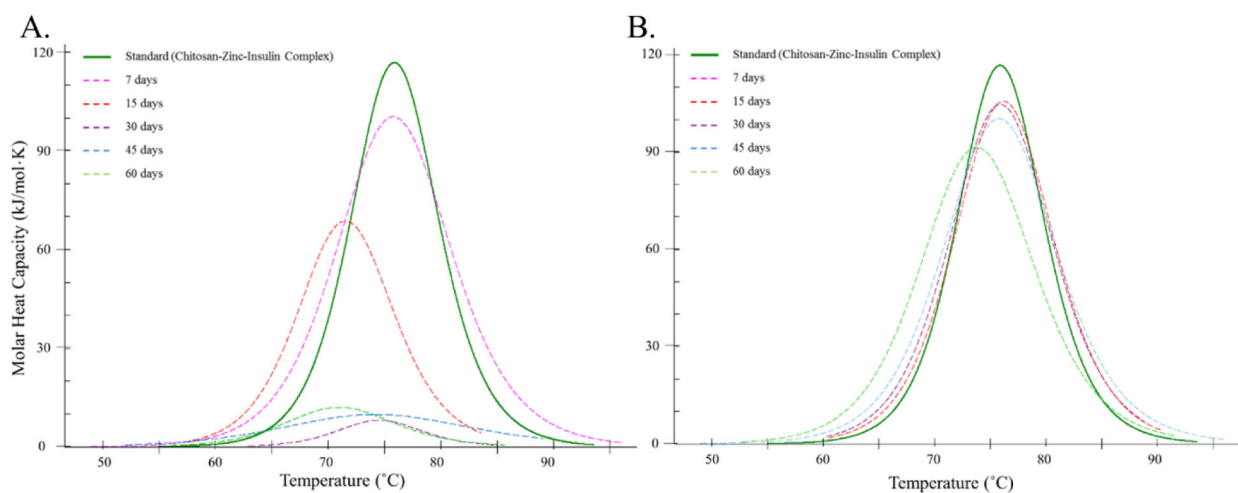 A.
120
90
60
30
0
Molar Heat Capacity (kJ/mol·K)
Standard (Chitosan-Zinc-Insulin Complex)
7 days
15 days
30 days
45 days
60 days
50 60 70 80 90
Temperature (˚C)
B.
120
90
60
30
0
Standard (Chitosan-Zinc-Insulin Complex)
7 days
15 days
30 days
45 days
60 days
50 60 70 80 90
Temperature (˚C)